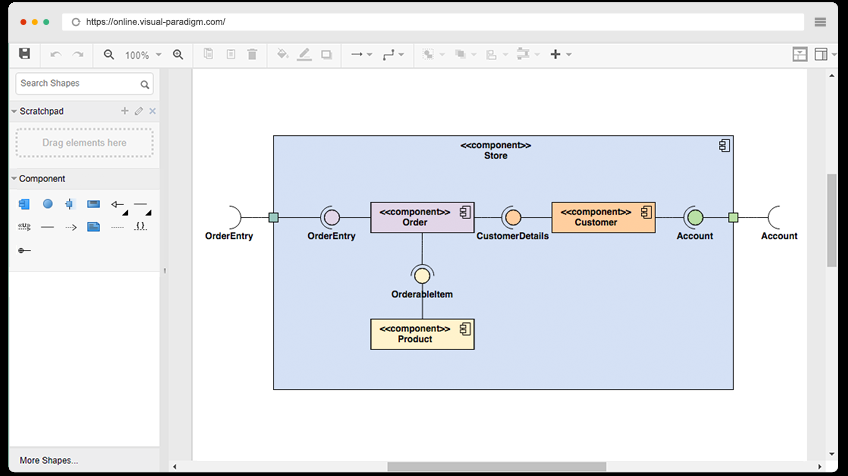 https://online.visual-paradigm.com/
100%
Search Shapes
Scratchpad
Drag elements here
Component
<<component>>
Store
<<component>>
Order
<<component>>
Customer
OrderEntry
OrderEntry
CustomerDetails
Account
Account
OrderableItem
<<component>>
Product
More Shapes...